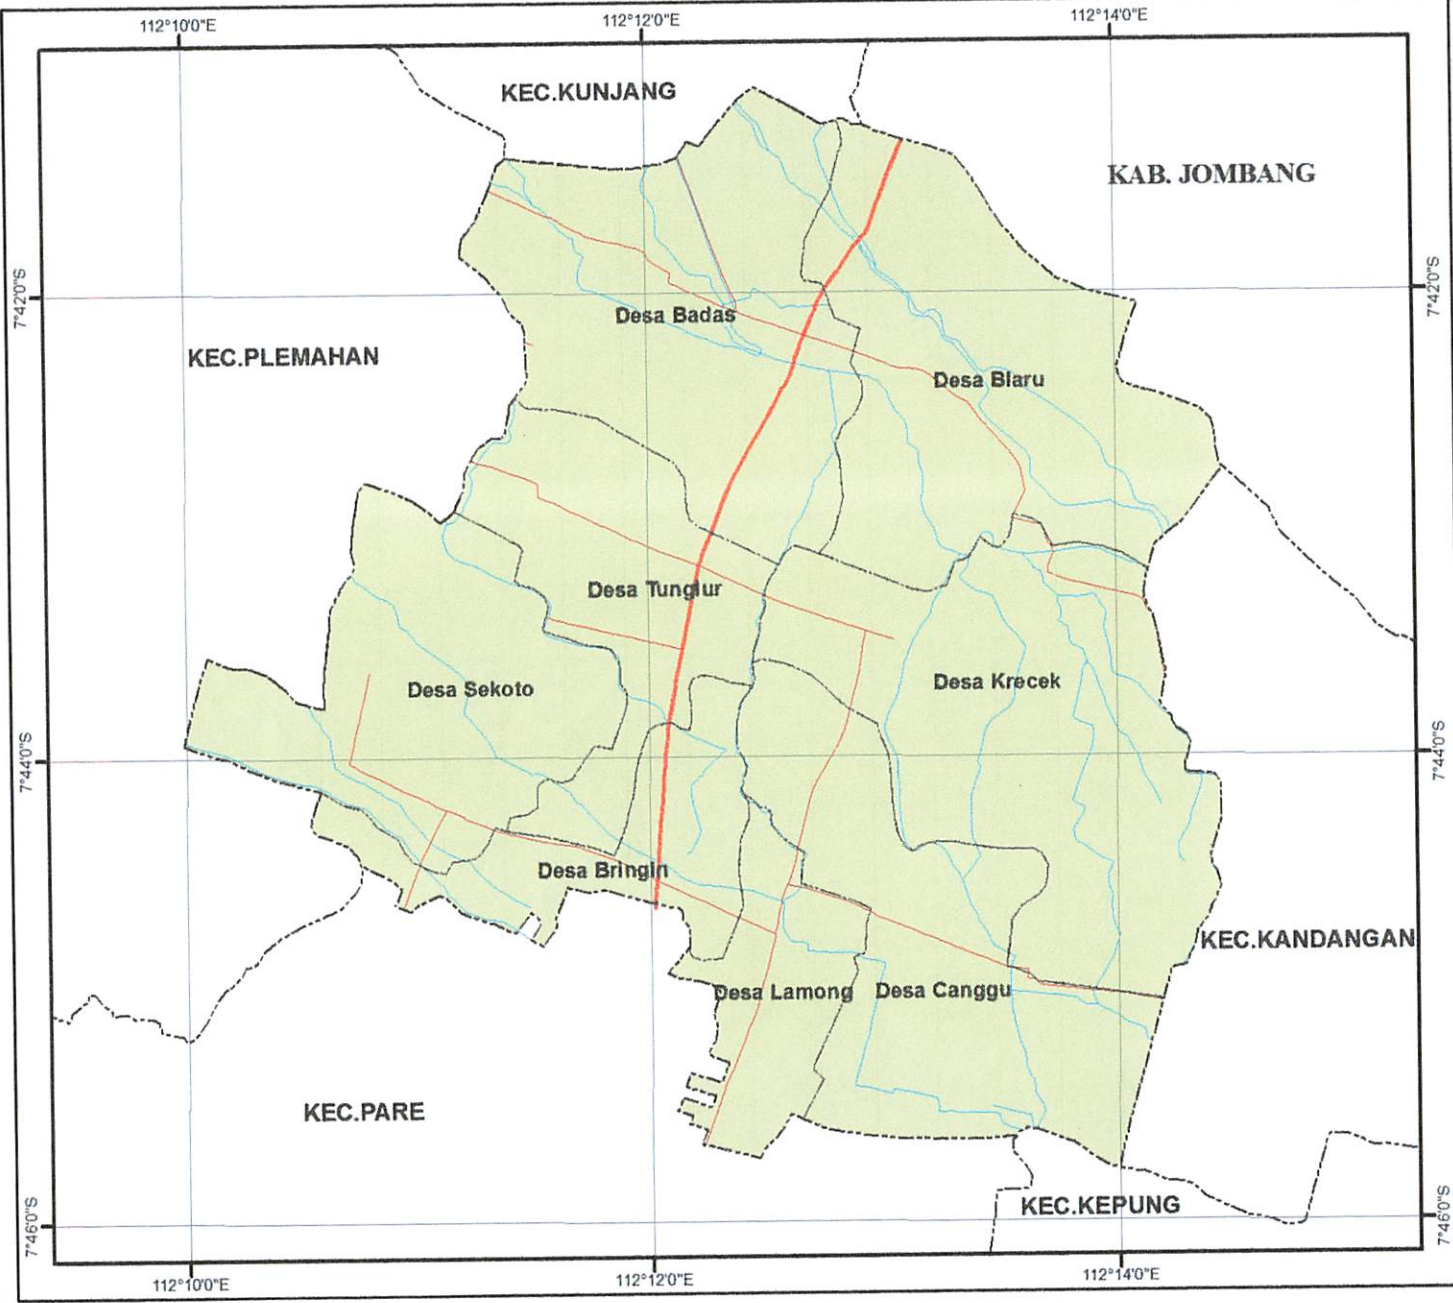 112°10'0"E
112°12'0"E
112°14'0"E
KEC.KUNJANG
KAB. JOMBANG
7°42'0"S
7°42'0"S
Desa Badas
KEC.PLEMAHAN
Desa Blaru
Desa Tunglur
Desa Sekoto
Desa Krecek
7°44'0"S
7°44'0"S
Desa Bringin
KEC.KANDANGAN
Desa Lamong
Desa Canggu
KEC.PARE
KEC.KEPUNG
7°46'0"S
7°46'0"S
112°10'0"E
112°12'0"E
112°14'0"E